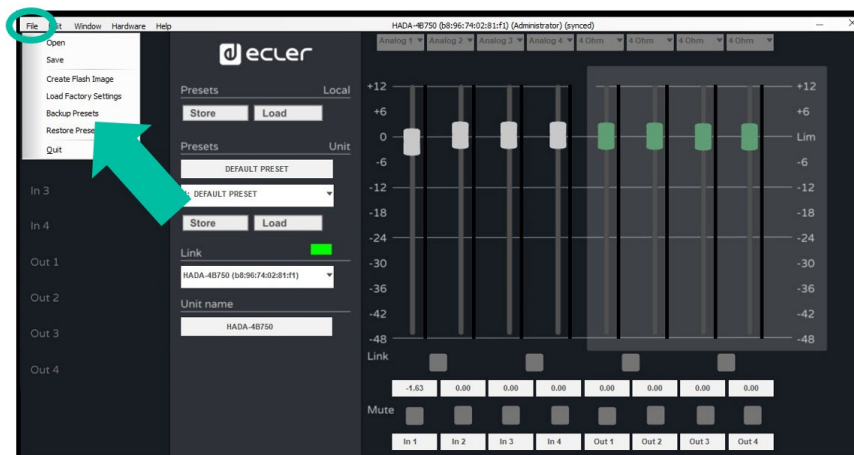 File Edit Window Hardware Help
HADA-4B750 (b8:96:74:02:81:f1) (Administrator) (synced)
Open
Save
Create Flash Image
Load Factory Settings
Backup Presets
Restore
Quit
In 3
In 4
Out 1
Out 2
Out 3
Out 4
ecler
Presets Local
Store Load
Presets Unit
DEFAULT PRESET
DEFAULT PRESET
Store Load
Link
HADA-4B750 (b8:96:74:02:81:f1)
Unit name
HADA-4B750
Analog 1 Analog 2 Analog 3 Analog 4 4 Ohm 4 Ohm 4 Ohm 4 Ohm
+12 +12
+6 +6
0 Lim
-6 -6
-12 -12
-18 -18
-24 -24
-30 -30
-36 -36
-42 -42
-48 -48
Link
-1.63 0.00 0.00 0.00 0.00 0.00 0.00 0.00
Mute
In 1 In 2 In 3 In 4 Out 1 Out 2 Out 3 Out 4